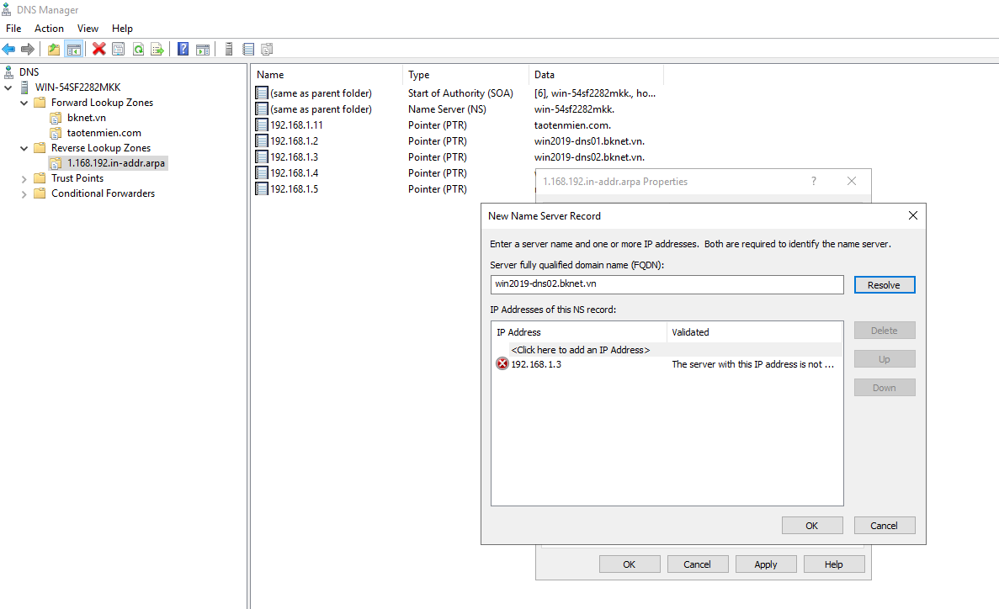 DNS Manager
File Action View Help
DNS
WIN-54SF2282MKK
Forward Lookup Zones
bknet.vn
taotenmien.com
Reverse Lookup Zones
1.168.192.in-addr.arpa
Trust Points
Conditional Forwarders
Name Type Data
(same as parent folder) Start of Authority (SOA) [6], win-54sf2282mkk., ho...
(same as parent folder) Name Server (NS) win-54sf2282mkk.
192.168.1.11 Pointer (PTR) taotenmien.com.
192.168.1.2 Pointer (PTR) win2019-dns01.bknet.vn.
192.168.1.3 Pointer (PTR) win2019-dns02.bknet.vn.
192.168.1.4 Pointer (PTR)
192.168.1.5 Pointer (PTR)
1.168.192.in-addr.arpa Properties ?
New Name Server Record
Enter a server name and one or more IP addresses. Both are required to identify the name server.
Server fully qualified domain name (FQDN):
win2019-dns02.bknet.vn Resolve
IP Addresses of this NS record:
IP Address Validated Delete
<Click here to add an IP Address> Up
192.168.1.3 The server with this IP address is not ...
Down
OK Cancel
OK Cancel Apply Help